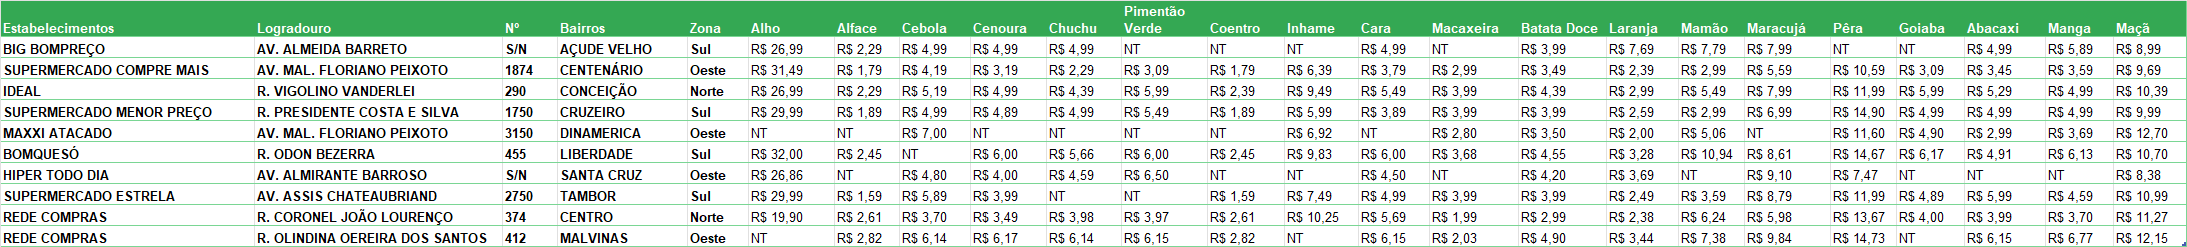 Estabelecimentos Logradouro Nº Bairros Zona Alho Alface Cebola Cenoura Chuchu Pimentão Verde Coentro Inhame Cara Macaxeira Batata Doce Laranja Mamão Maracujá Pêra Goiaba Abacaxi Manga Maçã
BIG BOMPREÇO AV. ALMEIDA BARRETO S/N AÇUDE VELHO Sul R$ 26,99 R$ 2,29 R$ 4,99 R$ 4,99 R$ 4,99 NT NT NT R$ 4,99 NT R$ 3,99 R$ 7,69 R$ 7,79 R$ 7,99 NT NT R$ 4,99 R$ 5,89 R$ 8,99
SUPERMERCADO COMPRE MAIS AV. MAL. FLORIANO PEIXOTO 1874 CENTENÁRIO Oeste R$ 31,49 R$ 1,79 R$ 4,19 R$ 3,19 R$ 2,29 R$ 3,09 R$ 1,79 R$ 6,39 R$ 3,79 R$ 2,99 R$ 3,49 R$ 2,39 R$ 2,99 R$ 5,59 R$ 10,59 R$ 3,09 R$ 3,45 R$ 3,59 R$ 9,69
IDEAL R. VIGOLINO VANDERLEI 290 CONCEIÇÃO Norte R$ 26,99 R$ 2,29 R$ 5,19 R$ 4,99 R$ 4,39 R$ 5,99 R$ 2,39 R$ 9,49 R$ 5,49 R$ 3,99 R$ 4,39 R$ 2,99 R$ 5,49 R$ 7,99 R$ 11,99 R$ 5,99 R$ 5,29 R$ 4,99 R$ 10,39
SUPERMERCADO MENOR PREÇO R. PRESIDENTE COSTA E SILVA 1750 CRUZEIRO Sul R$ 29,99 R$ 1,89 R$ 4,99 R$ 4,89 R$ 4,99 R$ 5,49 R$ 1,89 R$ 5,99 R$ 3,89 R$ 3,99 R$ 3,99 R$ 2,59 R$ 2,99 R$ 6,99 R$ 14,90 R$ 4,99 R$ 4,99 R$ 4,99 R$ 9,99
MAXXI ATACADO AV. MAL. FLORIANO PEIXOTO 3150 DINAMERICA Oeste NT NT R$ 7,00 NT NT NT NT R$ 6,92 NT R$ 2,80 R$ 3,50 R$ 2,00 R$ 5,06 NT R$ 11,60 R$ 4,90 R$ 2,99 R$ 3,69 R$ 12,70
BOMQUESÓ R. ODON BEZERRA 455 LIBERDADE Sul R$ 32,00 R$ 2,45 NT R$ 6,00 R$ 5,66 R$ 6,00 R$ 2,45 R$ 9,83 R$ 6,00 R$ 3,68 R$ 4,55 R$ 3,28 R$ 10,94 R$ 8,61 R$ 14,67 R$ 6,17 R$ 4,91 R$ 6,13 R$ 10,70
HIPER TODO DIA AV. ALMIRANTE BARROSO S/N SANTA CRUZ Oeste R$ 26,86 NT R$ 4,80 R$ 4,00 R$ 4,59 R$ 6,50 NT NT R$ 4,50 NT R$ 4,20 R$ 3,69 NT R$ 9,10 R$ 7,47 NT NT NT R$ 8,38
SUPERMERCADO ESTRELA AV. ASSIS CHATEAUBRIAND 2750 TAMBOR Sul R$ 29,99 R$ 1,59 R$ 5,89 R$ 3,99 NT NT R$ 1,59 R$ 7,49 R$ 4,99 R$ 3,99 R$ 3,99 R$ 2,49 R$ 3,59 R$ 8,79 R$ 11,99 R$ 4,89 R$ 5,99 R$ 4,59 R$ 10,99
REDE COMPRAS R. CORONEL JOÃO LOURENÇO 374 CENTRO Norte R$ 19,90 R$ 2,61 R$ 3,70 R$ 3,49 R$ 3,98 R$ 3,97 R$ 2,61 R$ 10,25 R$ 5,69 R$ 1,99 R$ 2,99 R$ 2,38 R$ 6,24 R$ 5,98 R$ 13,67 R$ 4,00 R$ 3,99 R$ 3,70 R$ 11,27
REDE COMPRAS R. OLINDINA OEREIRA DOS SANTOS 412 MALVINAS Oeste NT R$ 2,82 R$ 6,14 R$ 6,17 R$ 6,14 R$ 6,15 R$ 2,82 NT R$ 6,15 R$ 2,03 R$ 4,90 R$ 3,44 R$ 7,38 R$ 9,84 R$ 14,73 NT R$ 6,15 R$ 6,77 R$ 12,15